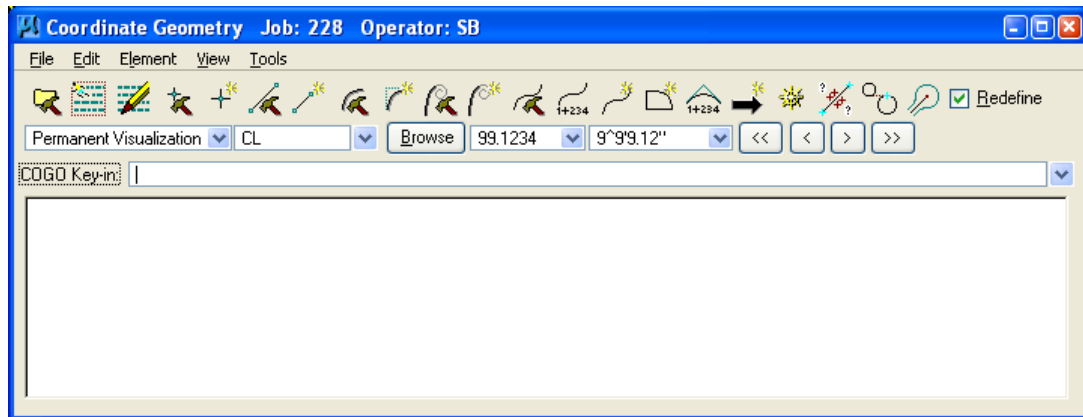 Coordinate Geometry Job: 228 Operator: SB
File Edit Element View Tools
1+234 1+234 Redefine
Permanent Visualization CL Browse 99.1234 9^9'9.12" << < > >>
COGO Key-in: